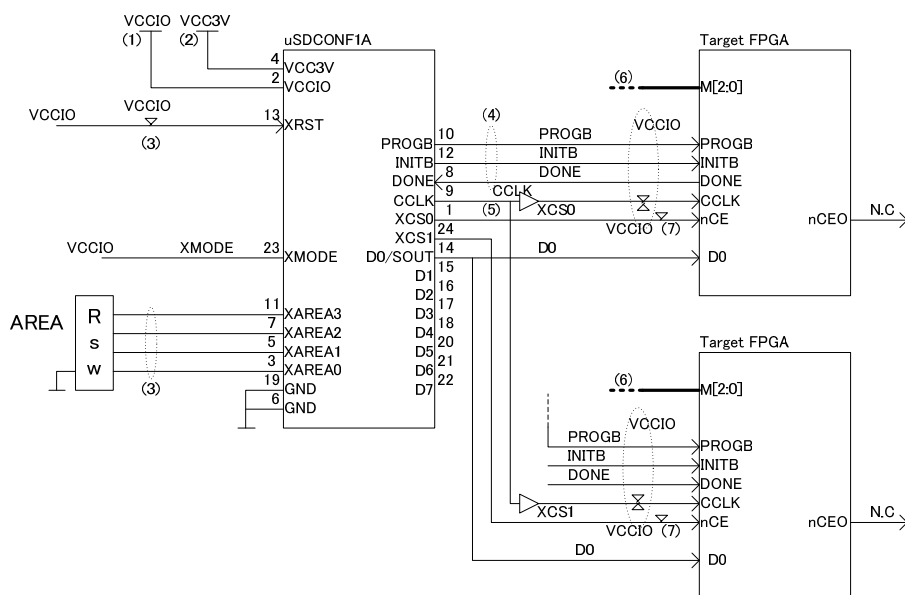 VCCIO VCC3V
(1) (2)
uSDCONF1A
Target FPGA
4 VCC3V
2 VCCIO
(6)
M[2:0]
VCCIO VCCIO 13 XRST
(3)
(4) VCCIO
PROGB 10 PROGB PROGB
INITB 12 INITB INITB
DONE 8 DONE DONE
CCLK 9 CCLK CCLK
XCS0 1 (5) XCS0 VCCIO (7) nCE nCEO N.C
XCS1 24
VCCIO XMODE 23 XMODE
D0/SOUT 14 D0 D0
D1 15
D2 16
D3 17
D4 18
D5 20
D6 21
D7 22
AREA
R
s
w
11 XAREA3
7 XAREA2
5 XAREA1
3 XAREA0
(3)
19 GND
6 GND
Target FPGA
(6)
M[2:0]
VCCIO
PROGB PROGB
INITB INITB
DONE DONE
CCLK
XCS1 VCCIO (7) nCE nCEO N.C
D0 D0